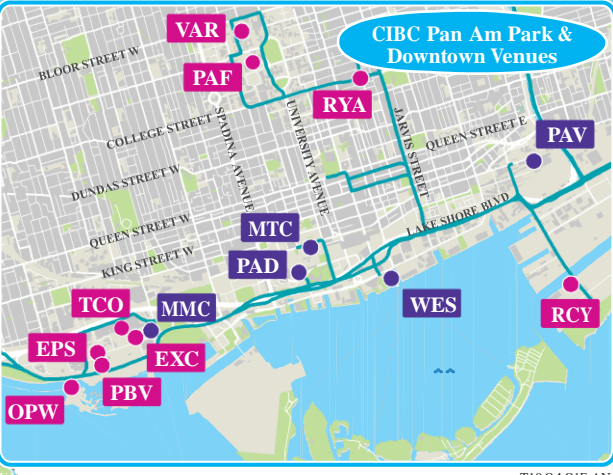 CIBC Pan Am Park &
Downtown Venues
VAR
PAF
RYA
BLOOR STREET W
COLLEGE STREET
SPADINA AVENUE
UNIVERSITY AVENUE
JARVIS STREET
QUEEN STREET E
PAV
DUNDAS STREET W
QUEEN STREET W
KING STREET W
LAKE SHORE BLVD
MTC
PAD
WES
RCY
TCO
MMC
EPS
EXC
PBV
OPW